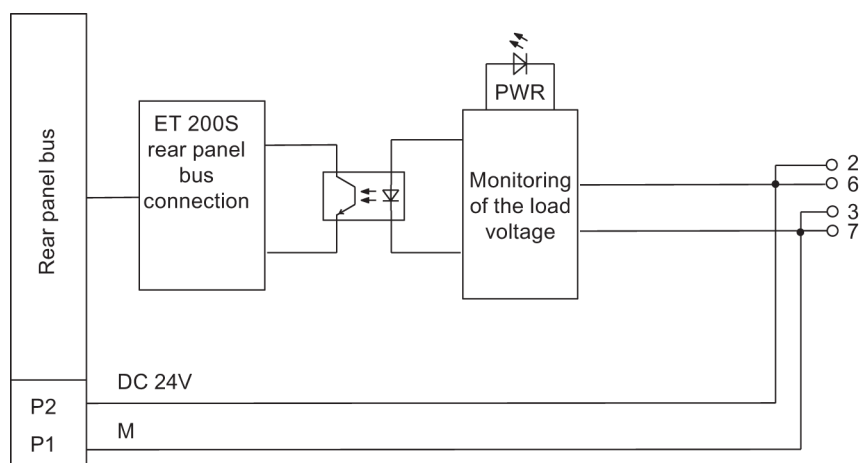 Rear panel bus
P2
P1
ET 200S
rear panel
bus
connection
PWR
Monitoring
of the load
voltage
2
6
3
7
DC 24V
M